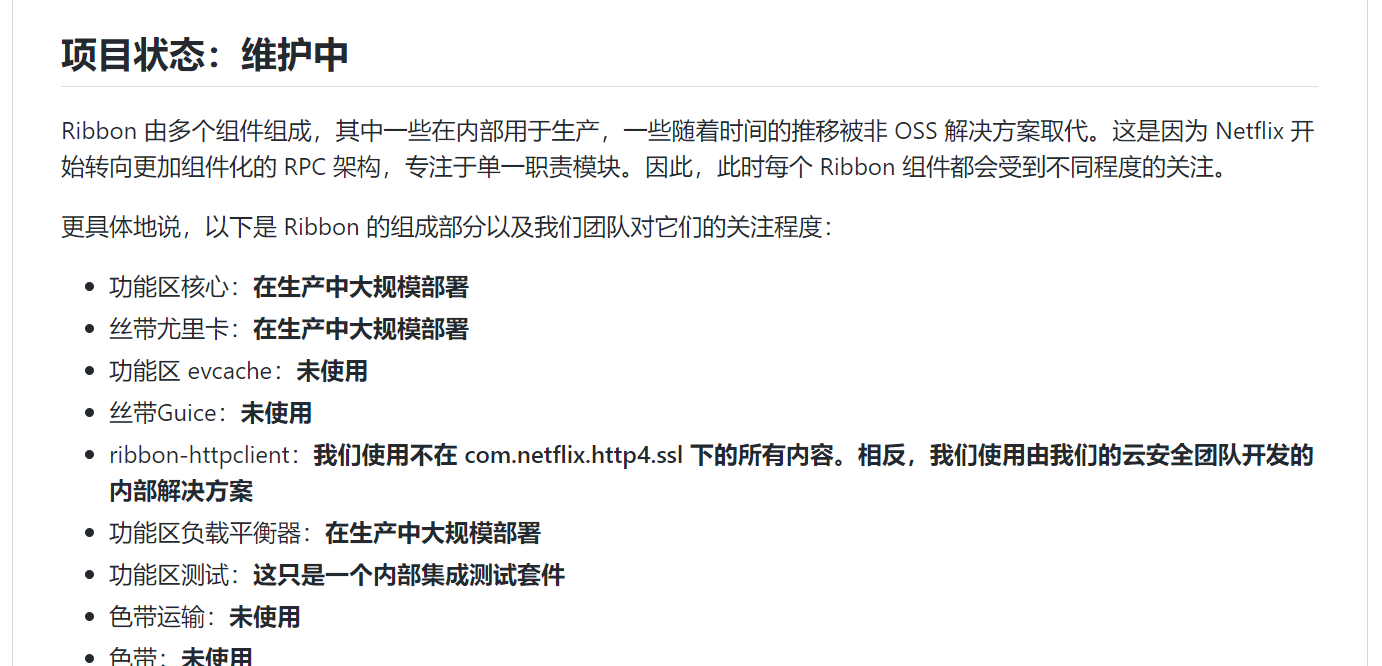 项目状态：维护中
Ribbon 由多个组件组成，其中一些在内部用于生产，一些随着时间的推移被非 OSS 解决方案取代。这是因为 Netflix 开
始转向更加组件化的 RPC 架构，专注于单一职责模块。因此，此时每个 Ribbon 组件都会受到不同程度的关注。
更具体地说，以下是 Ribbon 的组成部分以及我们团队对它们的关注程度：
功能区核心：在生产中大规模部署
丝带尤里卡：在生产中大规模部署
功能区 evcache：未使用
丝带Guice：未使用
ribbon-httpclient：我们使用不在 com.netflix.http4.ssl 下的所有内容。相反，我们使用由我们的云安全团队开发的
内部解决方案
功能区负载平衡器：在生产中大规模部署
功能区测试：这只是一个内部集成测试套件
色带运输：未使用
色带：未使用